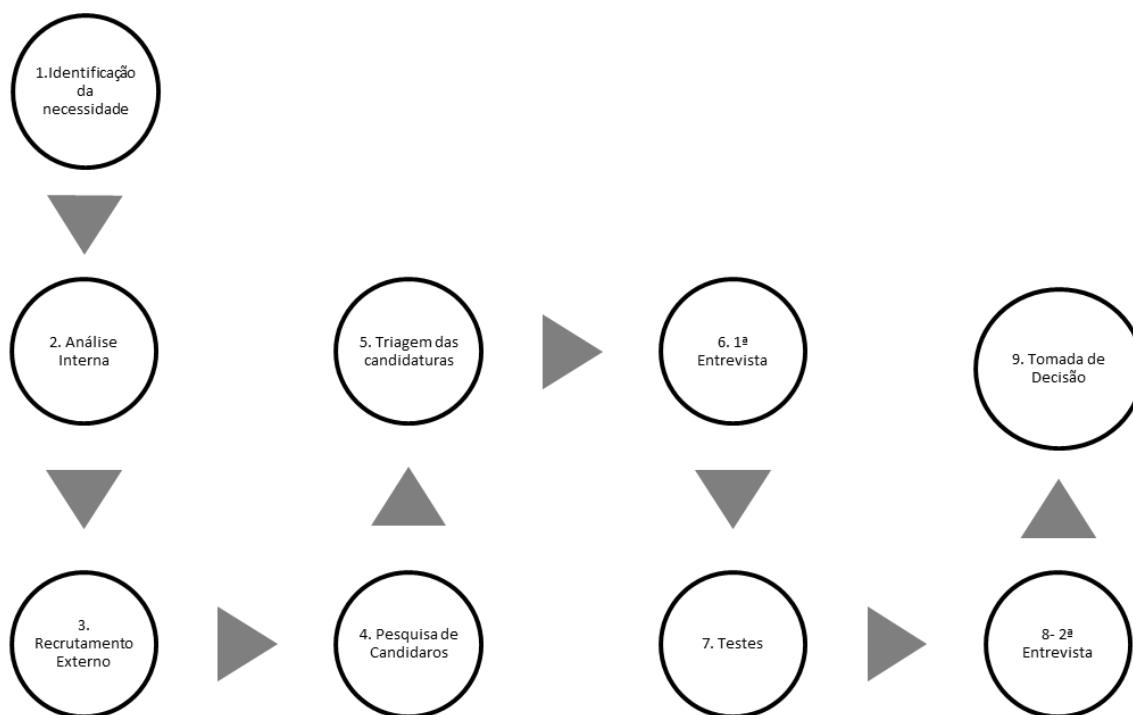 1.Identificação
da
necessidade
2. Análise
Interna
3.
Recrutamento
Externo
4. Pesquisa de
Candidaros
5. Triagem das
candidaturas
6. 1ª
Entrevista
7. Testes
8- 2ª
Entrevista
9. Tomada de
Decisão